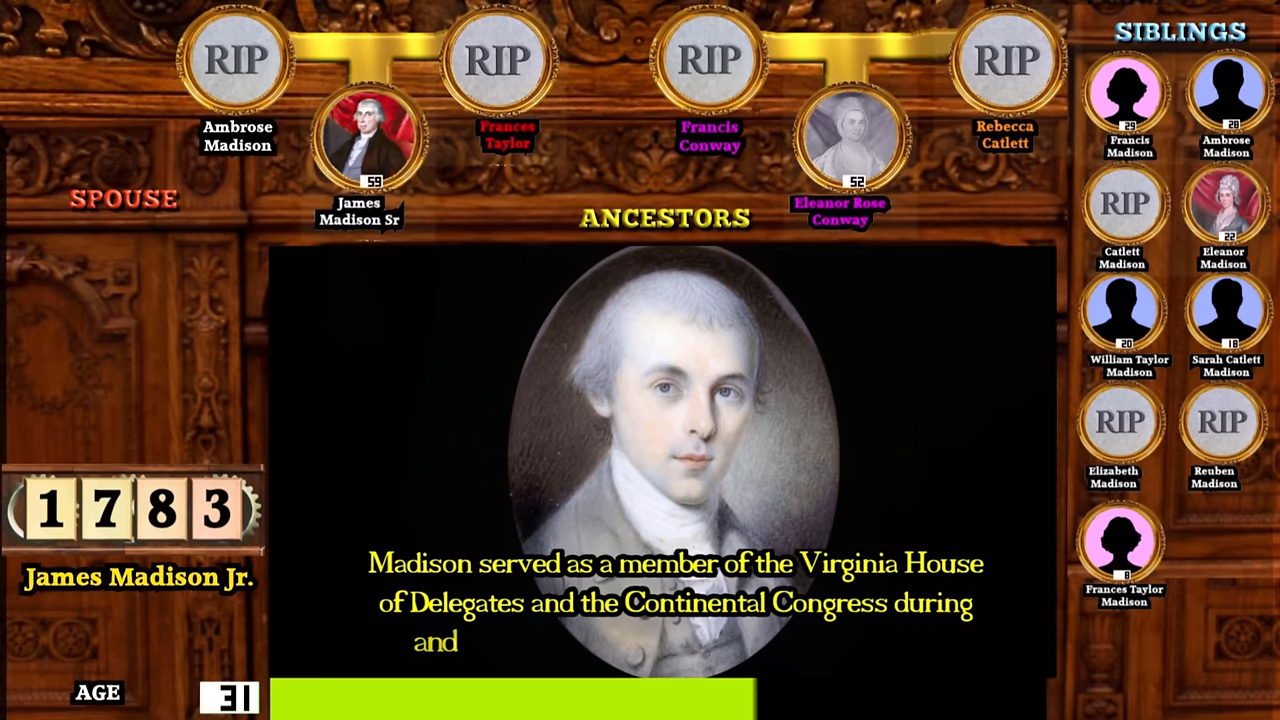 RIP
RIP
RIP
RIP
Ambrose
Madison
Frances
Taylor
Francis
Conway
Rebecca
Catlett
59
James
Madison Sr
52
Eleanor Rose
Conway
ANCESTORS
SPOUSE
SIBLINGS
29
Francis
Madison
28
Ambrose
Madison
RIP
Catlett
Madison
22
Eleanor
Madison
20
William Taylor
Madison
18
Sarah Catlett
Madison
RIP
Elizabeth
Madison
RIP
Reuben
Madison
8
Frances Taylor
Madison
1783
James Madison Jr.
AGE 31
Madison served as a member of the Virginia House
of Delegates and the Continental Congress during
and